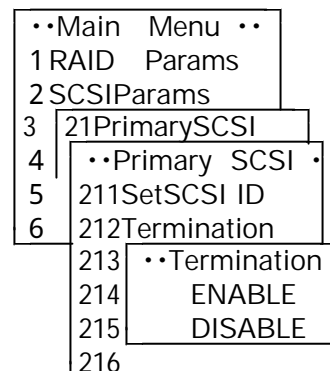 ··Main Menu ··
1 RAID Params
2 SCSIParams
3 21PrimarySCSI
4 ··Primary SCSI ·
5 211SetSCSI ID
6 212Termination
213 ··Termination
214 ENABLE
215 DISABLE
216